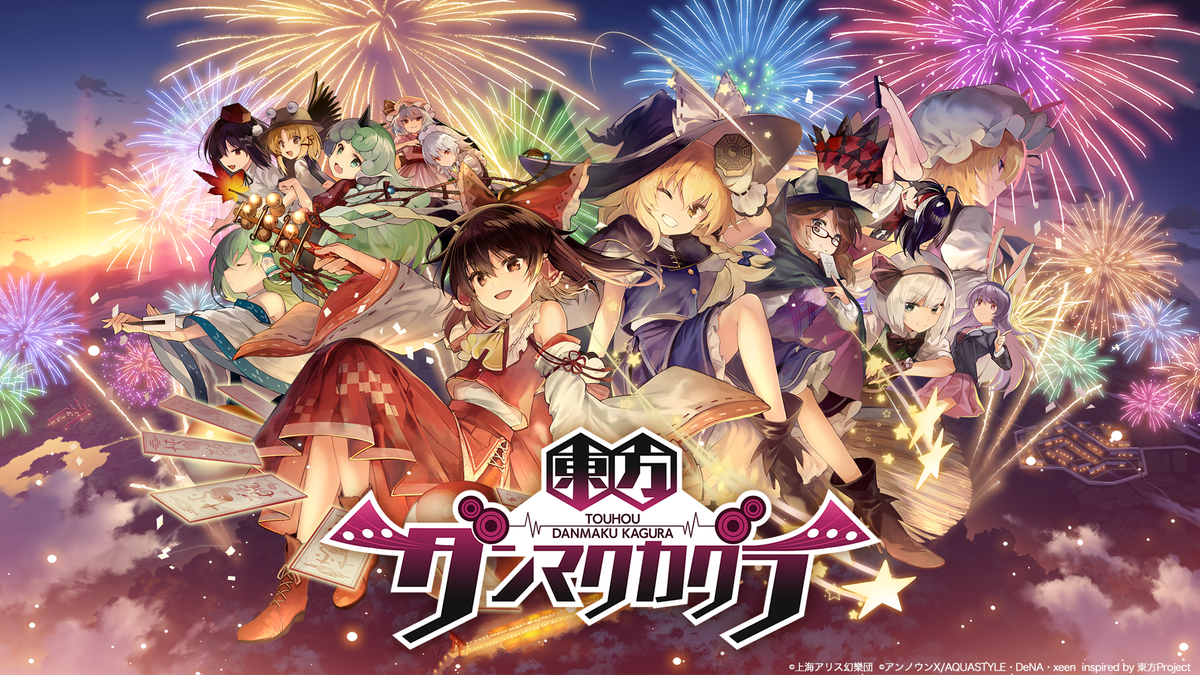 東方
TOUHOU
DANMAKU KAGURA
ダンマクカグラ
©上海アリス幻樂団 ©アンノウンX/AQUASTYLE・DeNA・xeen inspired by 東方Project